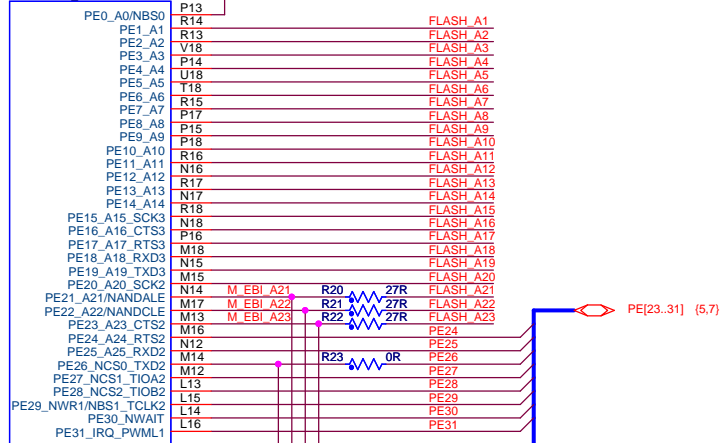 PE0_A0/NBS0 P13
PE1_A1 R14 FLASH_A1
PE2_A2 R13 FLASH_A2
PE3_A3 V18 FLASH_A3
PE4_A4 P14 FLASH_A4
PE5_A5 U18 FLASH_A5
PE6_A6 T18 FLASH_A6
PE7_A7 R15 FLASH_A7
PE8_A8 P17 FLASH_A8
PE9_A9 P15 FLASH_A9
PE10_A10 P18 FLASH_A10
PE11_A11 R16 FLASH_A11
PE12_A12 N16 FLASH_A12
PE13_A13 R17 FLASH_A13
PE14_A14 N17 FLASH_A14
PE15_A15_SCK3 R18 FLASH_A15
PE16_A16_CTS3 N18 FLASH_A16
PE17_A17_RTS3 P16 FLASH_A17
PE18_A18_RXD3 M18 FLASH_A18
PE19_A19_TXD3 N15 FLASH_A19
PE20_A20_SCK2 M15 FLASH_A20
PE21_A21/NANDALE N14 M_EBI_A21 R20 27R FLASH_A21
PE22_A22/NANDCLE M17 M_EBI_A22 R21 27R FLASH_A22
PE23_A23_CTS2 M13 M_EBI_A23 R22 27R FLASH_A23
PE[23..31] {5,7}
PE24_A24_RTS2 M16 PE24
PE25_A25_RXD2 N12 PE25
PE26_NCS0_TXD2 M14 R23 0R PE26
PE27_NCS1_TIOA2 M12 PE27
PE28_NCS2_TIOB2 L13 PE28
PE29_NWR1/NBS1_TCLK2 L15 PE29
PE30_NWAIT L14 PE30
PE31_IRQ_PWML1 L16 PE31